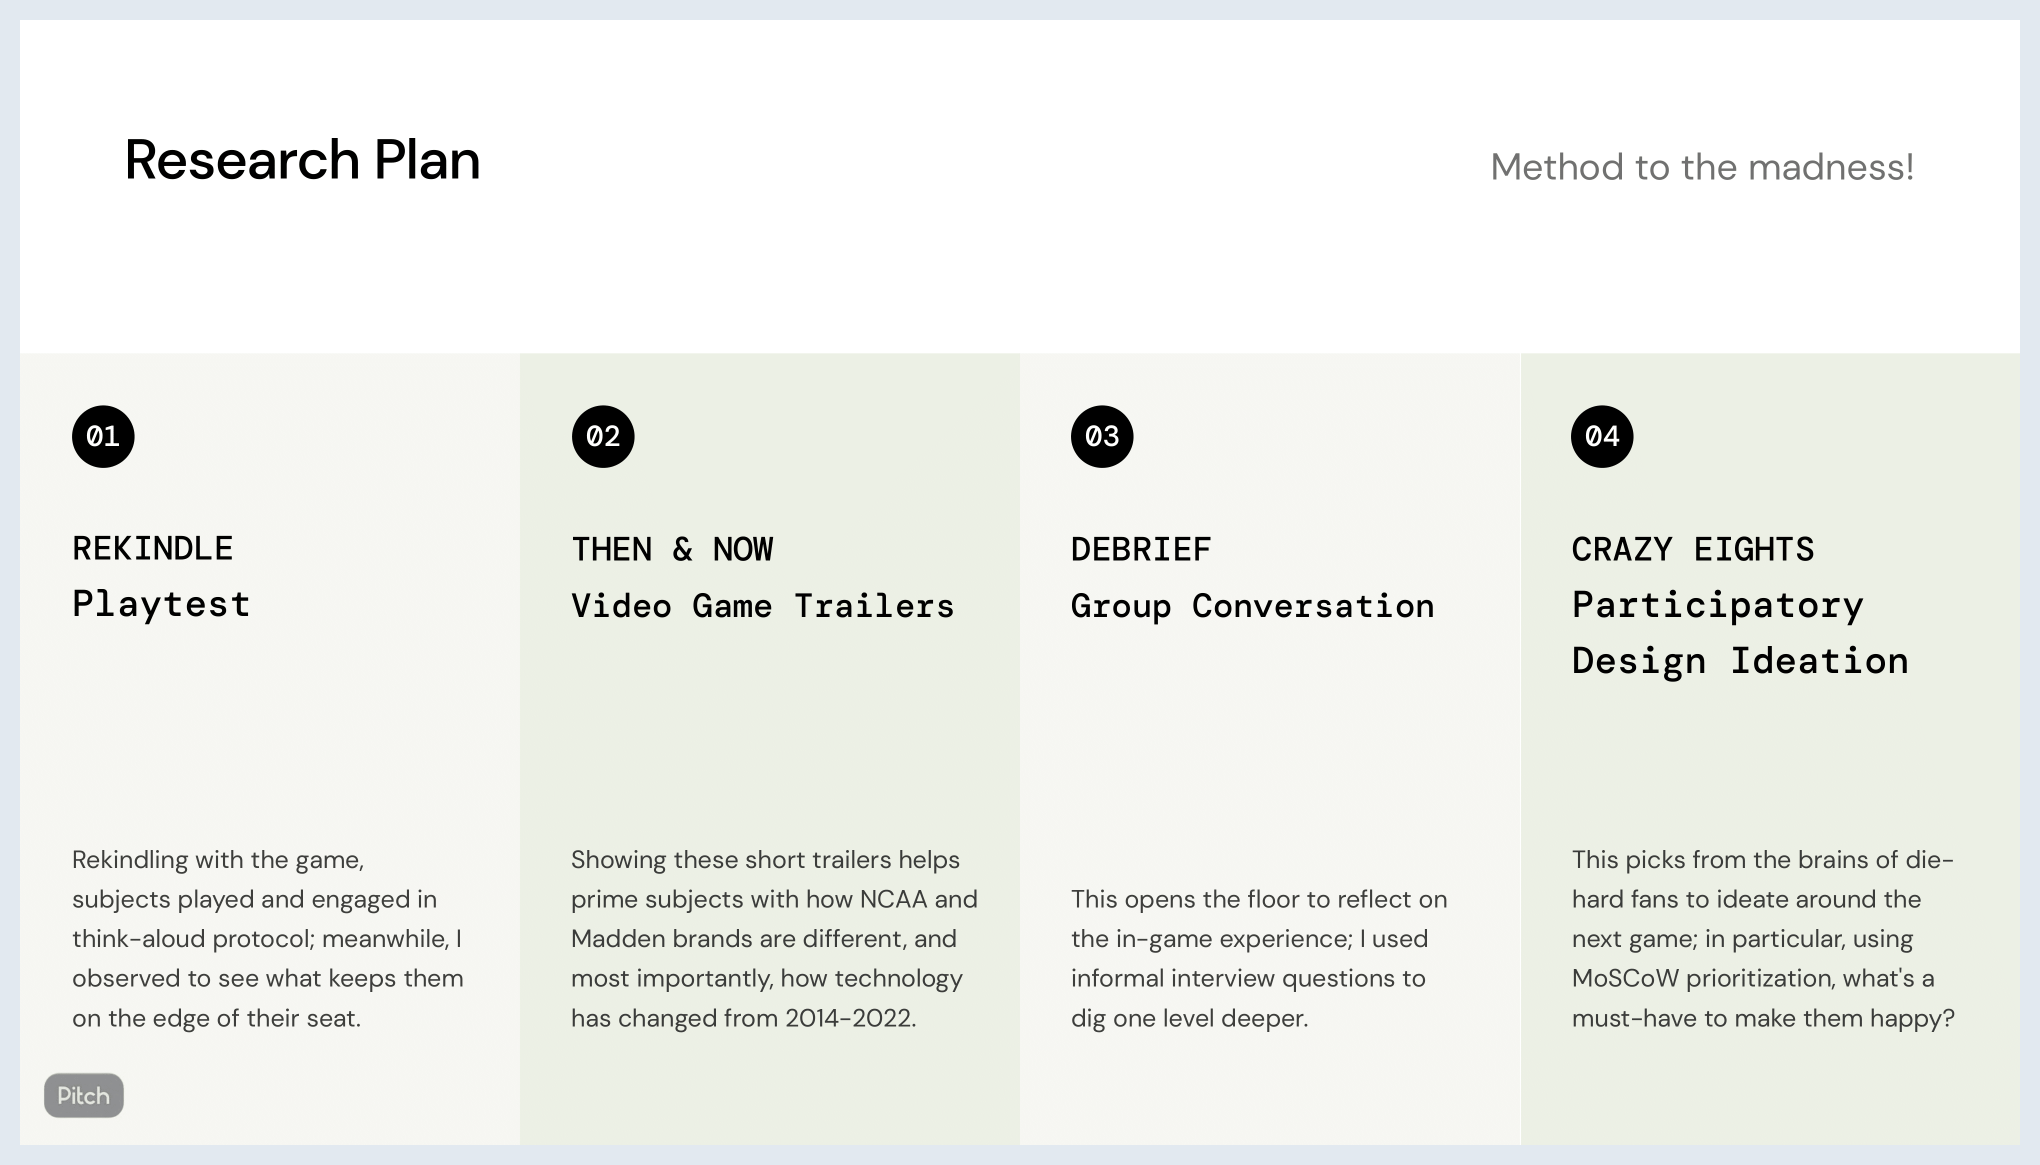 Research Plan
Method to the madness!
01
REKINDLE
Playtest
Rekindling with the game,
subjects played and engaged in
think-aloud protocol; meanwhile, I
observed to see what keeps them
on the edge of their seat.
02
THEN & NOW
Video Game Trailers
Showing these short trailers helps
prime subjects with how NCAA and
Madden brands are different, and
most importantly, how technology
has changed from 2014-2022.
03
DEBRIEF
Group Conversation
This opens the floor to reflect on
the in-game experience; I used
informal interview questions to
dig one level deeper.
04
CRAZY EIGHTS
Participatory
Design Ideation
This picks from the brains of die-
hard fans to ideate around the
next game; in particular, using
MoSCoW prioritization, what's a
must-have to make them happy?
Pitch